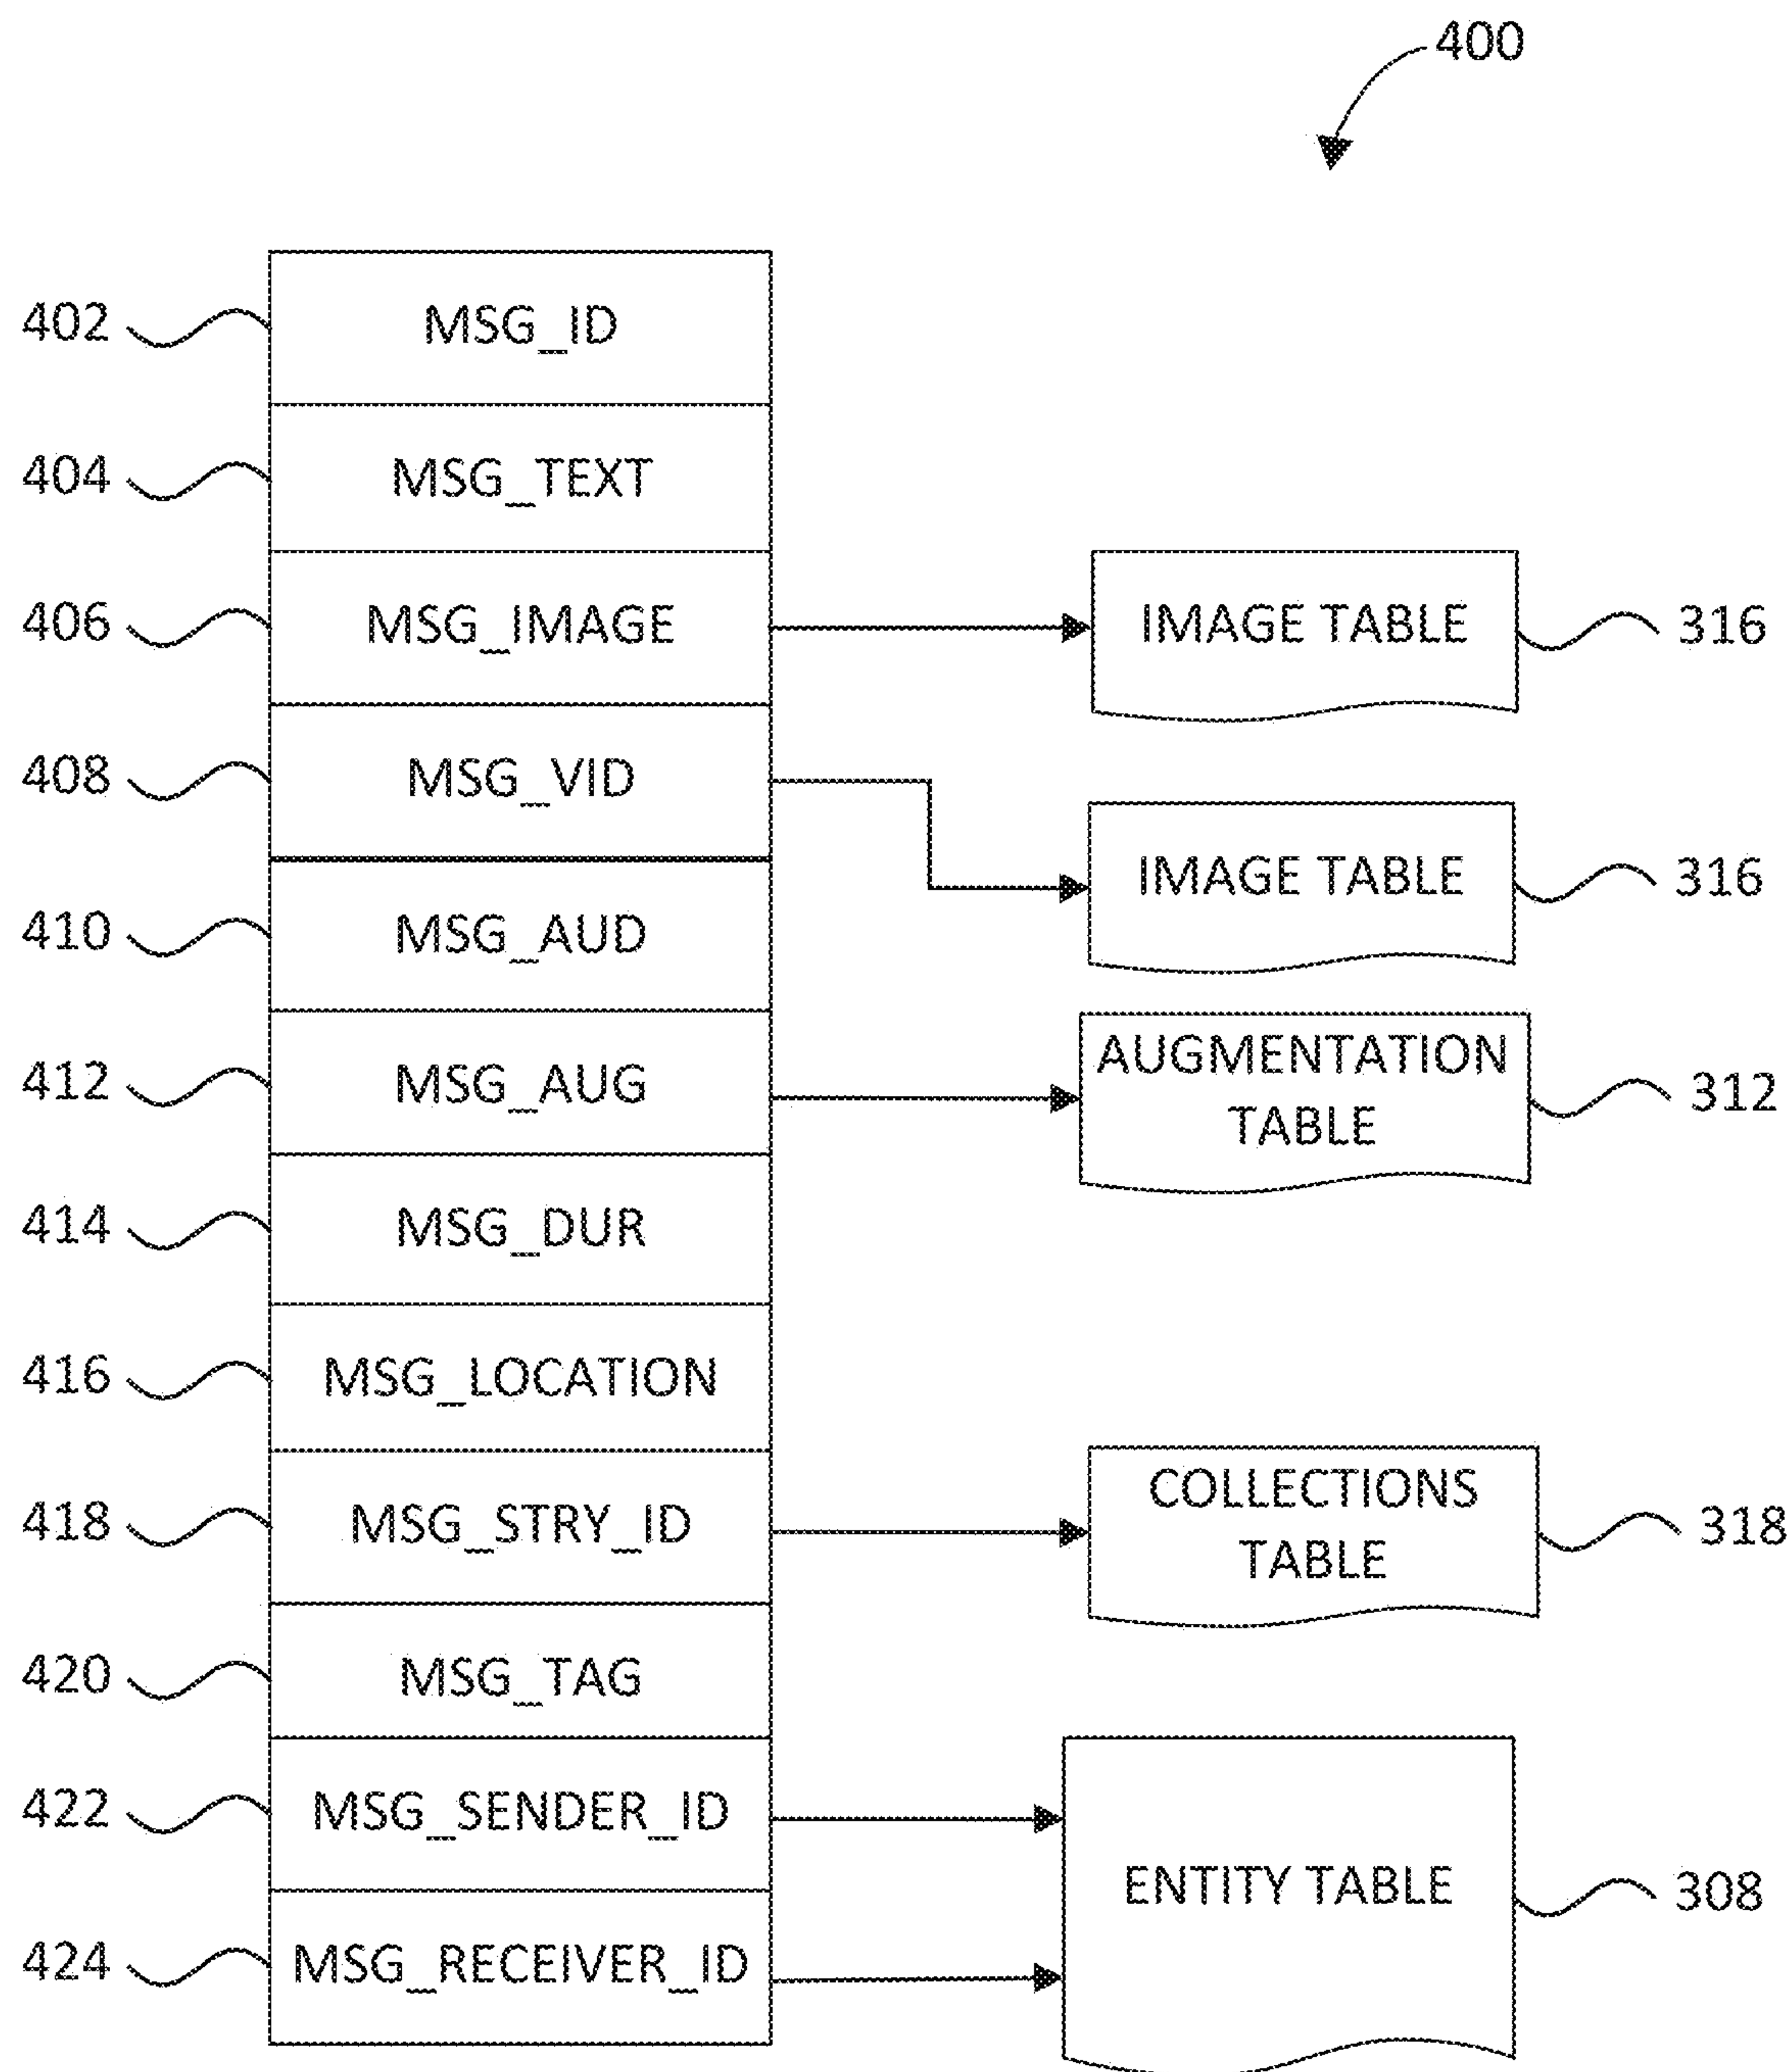 400
402 MSG_ID
404 MSG_TEXT
406 MSG_IMAGE IMAGE TABLE 316
408 MSG_VID
IMAGE TABLE 316
410 MSG_AUD
412 MSG_AUG AUGMENTATION
TABLE 312
414 MSG_DUR
416 MSG_LOCATION
418 MSG_STRY_ID COLLECTIONS
TABLE 318
420 MSG_TAG
422 MSG_SENDER_ID
ENTITY TABLE 308
424 MSG_RECEIVER_ID